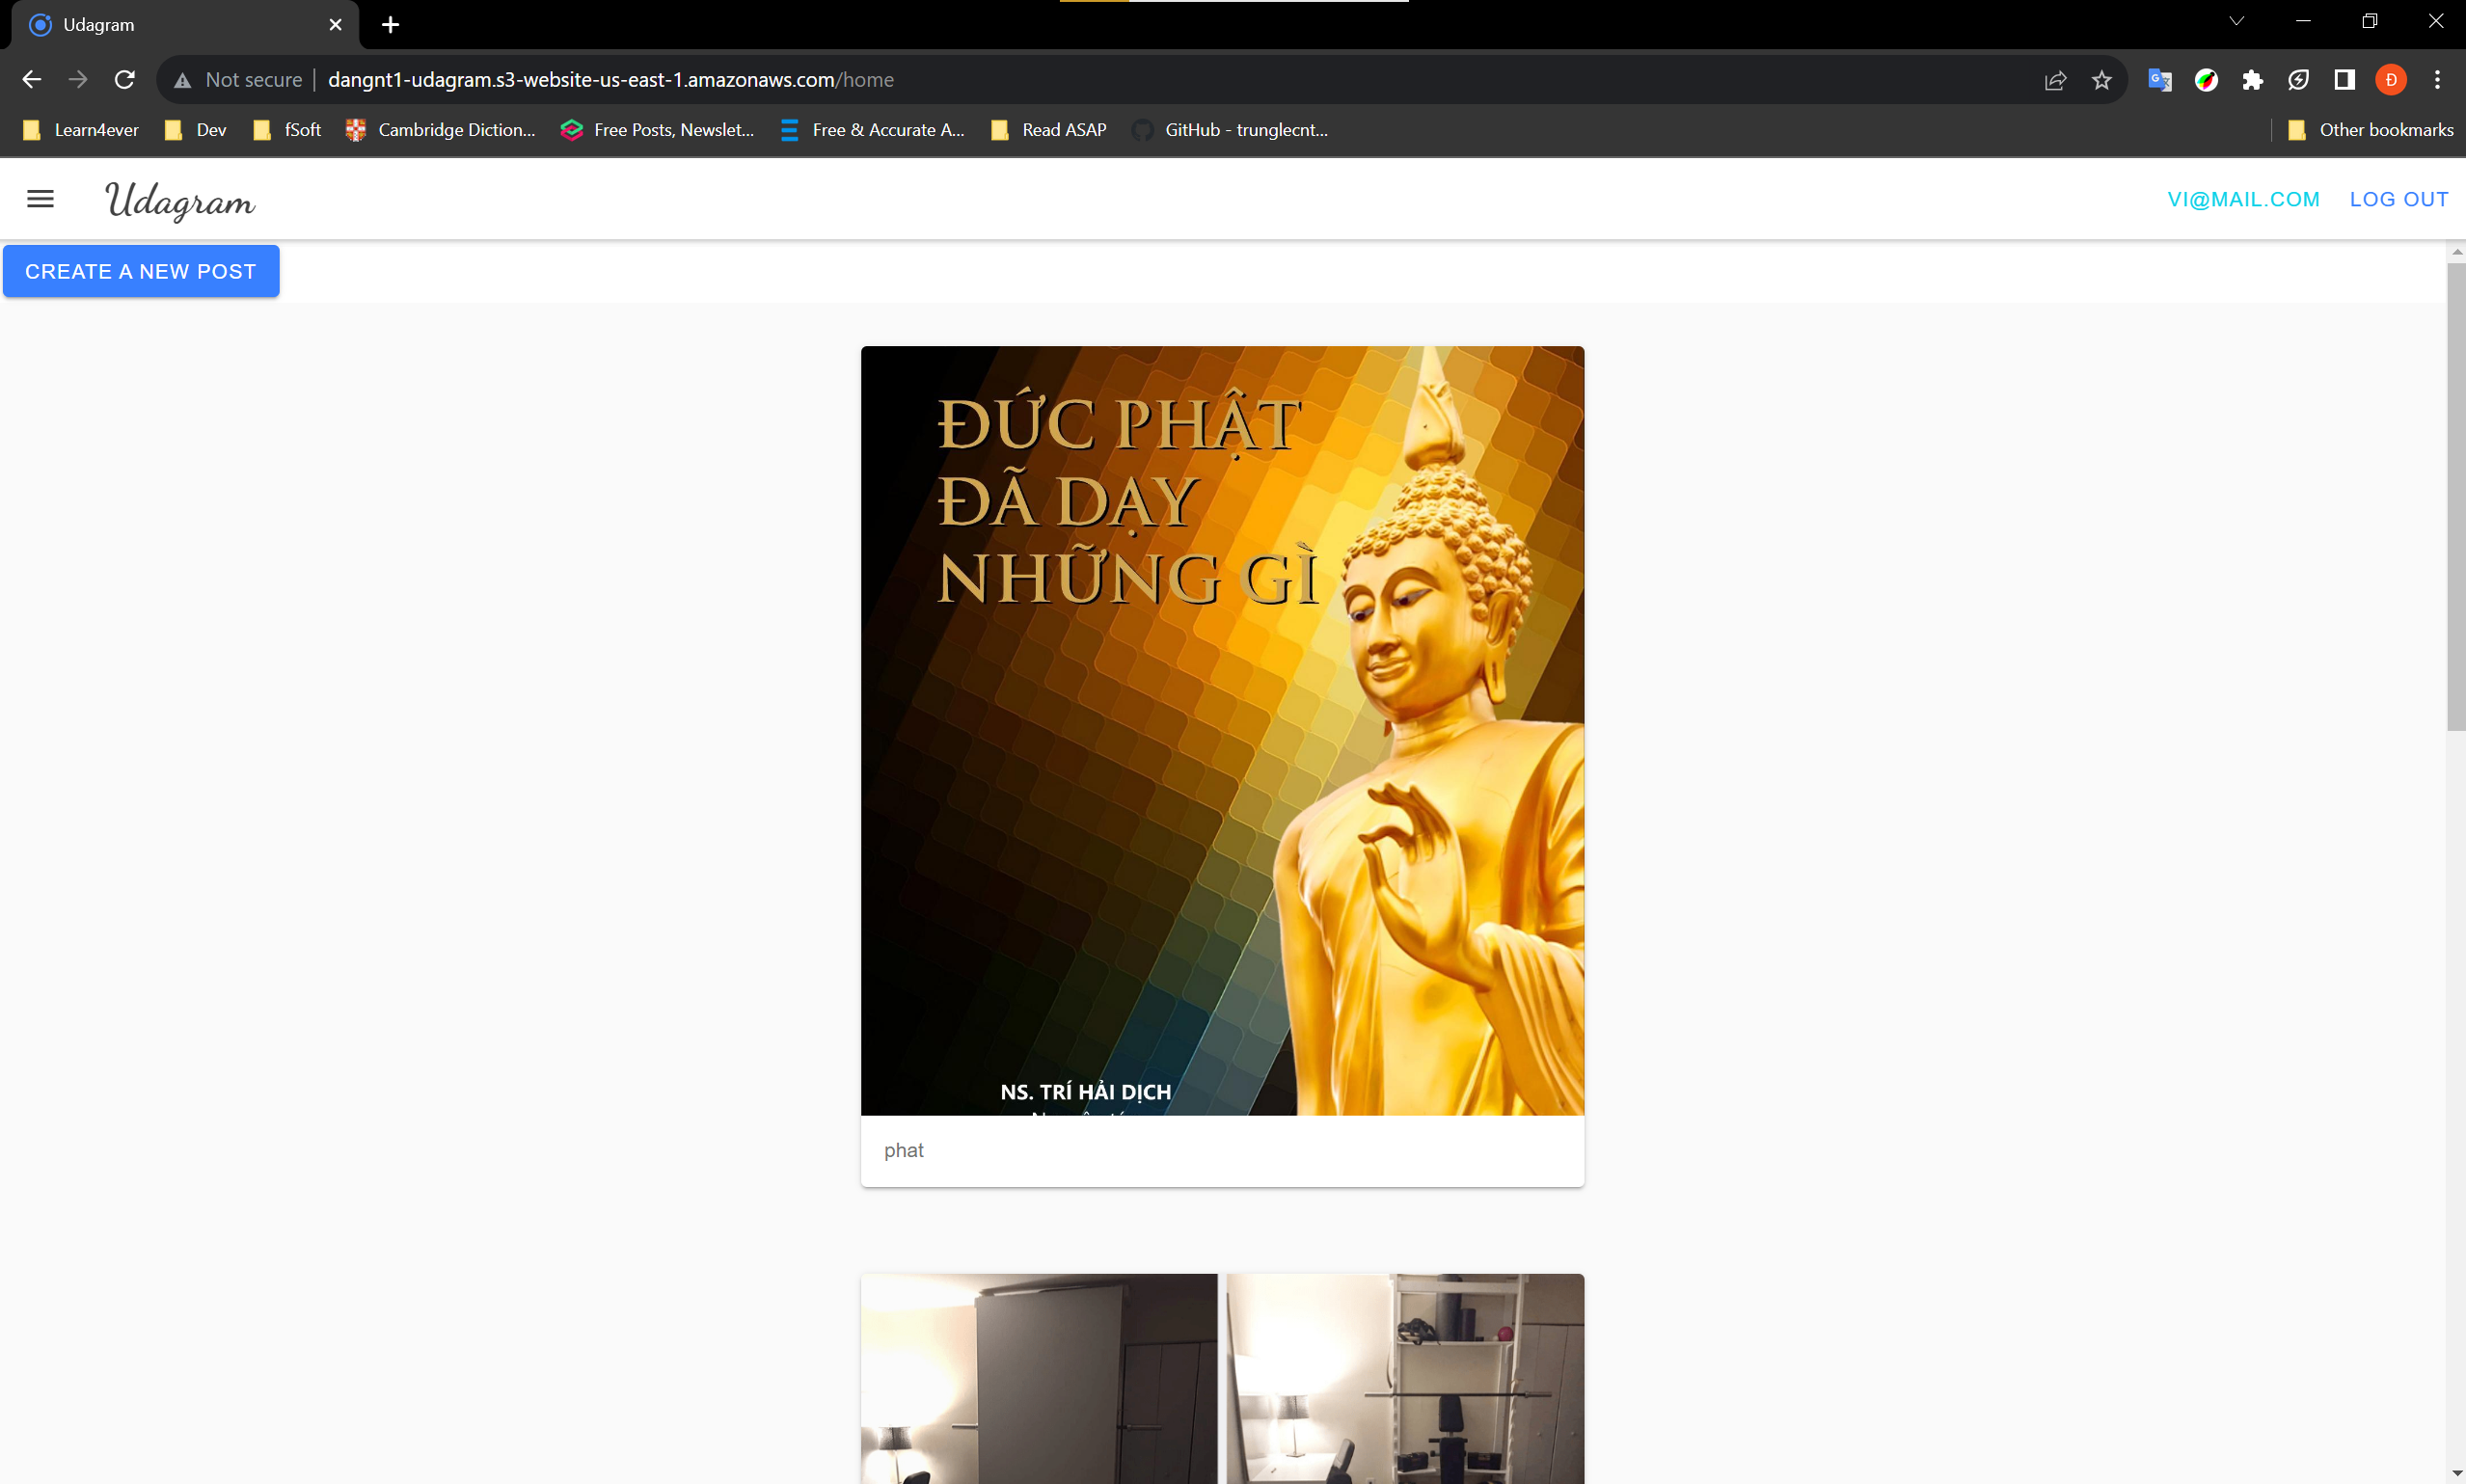 Udagram
Not secure
dangnt1-udagram.s3-website-us-east-1.amazonaws.com/home
Đ
Learn4ever
Dev
fSoft
Cambridge Diction...
Free Posts, Newslet...
Free & Accurate A...
Read ASAP
GitHub - trunglecnt...
Other bookmarks
Udagram
VI@MAIL.COM
LOG OUT
CREATE A NEW POST
ĐỨC PHẬT
ĐÃ DẠY
NHỮNG GÌ
NS. TRÍ HẢI DỊCH
phat